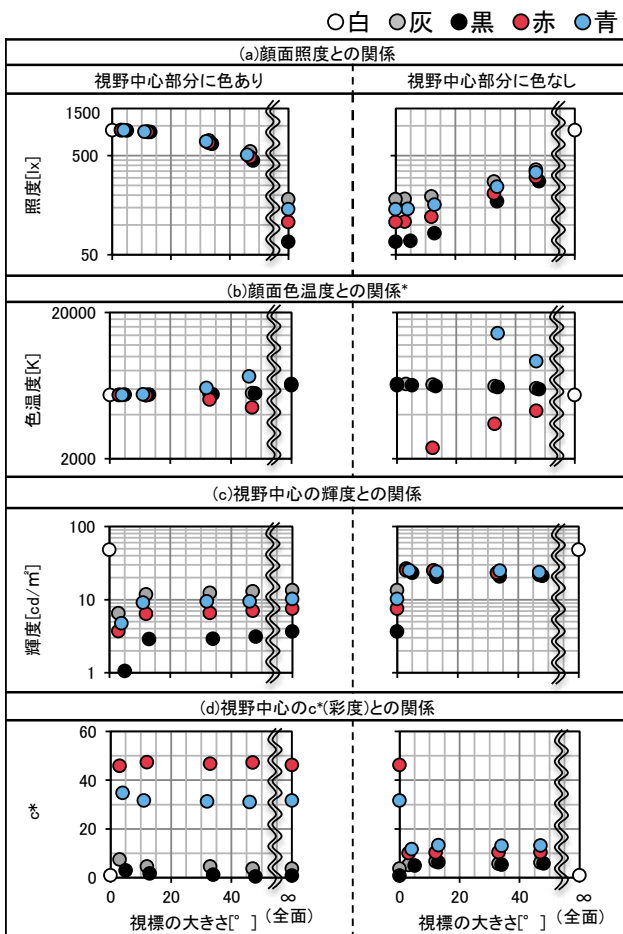 ○白 ●灰 ●黒 ●赤 ●青
(a)顔面照度との関係
視野中心部分に色あり 視野中心部分に色なし
照度[lx]
1500
500
50
(b)顔面色温度との関係*
色温度[K]
20000
2000
(c)視野中心の輝度との関係
輝度[cd/㎡]
100
10
1
(d)視野中心のc*(彩度)との関係
c*
60
40
20
0
0 20 40 ∞ 0 20 40 ∞
視標の大きさ[°] (全面) 視標の大きさ[°] (全面)